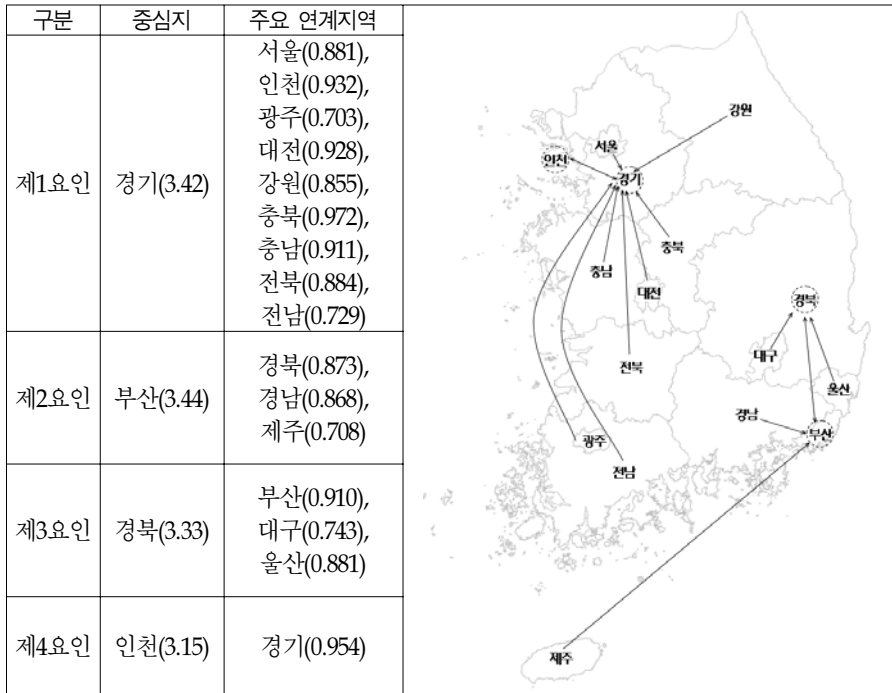 구분 중심지 주요 연계지역
제1요인 경기(3.42) 서울(0.881),
인천(0.932),
광주(0.703),
대전(0.928),
강원(0.855),
충북(0.972),
충남(0.911),
전북(0.884),
전남(0.729)
제2요인 부산(3.44) 경북(0.873),
경남(0.868),
제주(0.708)
제3요인 경북(3.33) 부산(0.910),
대구(0.743),
울산(0.881)
제4요인 인천(3.15) 경기(0.954)
강원
서울
인천
경기
충북
충남
대전
경북
대구
전북
울산
경남
부산
광주
전남
제주